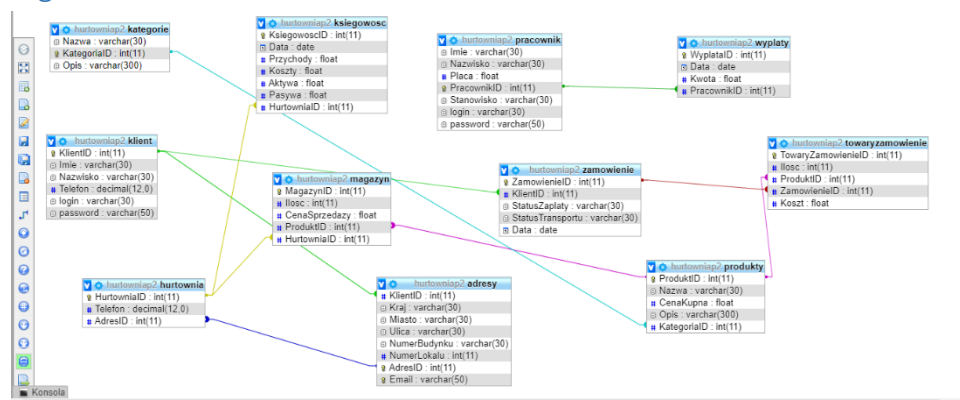 hurtowniap2 kategorie
Nazwa : varchar(30)
KategoriaID : int(11)
Opis : varchar(300)
hurtowniap2 ksiegowosc
KsiegowoscID : int(11)
Data : date
Przychody : float
Koszty : float
Aktywa : float
Pasywa : float
HurtowniaID : int(11)
hurtowniap2 pracownik
Imie : varchar(30)
Nazwisko : varchar(30)
Placa : float
PracownikID : int(11)
Stanowisko : varchar(30)
login : varchar(30)
password : varchar(50)
hurtowniap2 wyplaty
WyplataID : int(11)
Data : date
Kwota : float
PracownikID : int(11)
hurtowniap2 klient
KlientID : int(11)
Imie : varchar(30)
Nazwisko : varchar(30)
Telefon : decimal(12,0)
login : varchar(30)
password : varchar(50)
hurtowniap2 magazyn
MagazynID : int(11)
Ilosc : int(11)
CenaSprzedazy : float
ProduktID : int(11)
HurtowniaID : int(11)
hurtowniap2 zamowienie
ZamowienieID : int(11)
KlientID : int(11)
StatusZaplaty : varchar(30)
StatusTransportu : varchar(30)
Data : date
hurtowniap2 towaryzamowienie
TowaryZamowienieID : int(11)
Ilosc : int(11)
ProduktID : int(11)
ZamowienieID : int(11)
Koszt : float
hurtowniap2 hurtownia
HurtowniaID : int(11)
Telefon : decimal(12,0)
AdresID : int(11)
hurtowniap2 adresy
KlientID : int(11)
Kraj : varchar(30)
Miasto : varchar(30)
Ulica : varchar(30)
NumerBudynku : varchar(30)
NumerLokalu : int(11)
AdresID : int(11)
Email : varchar(50)
hurtowniap2 produkty
ProduktID : int(11)
Nazwa : varchar(30)
CenaKupna : float
Opis : varchar(300)
KategoriaID : int(11)
Konsola